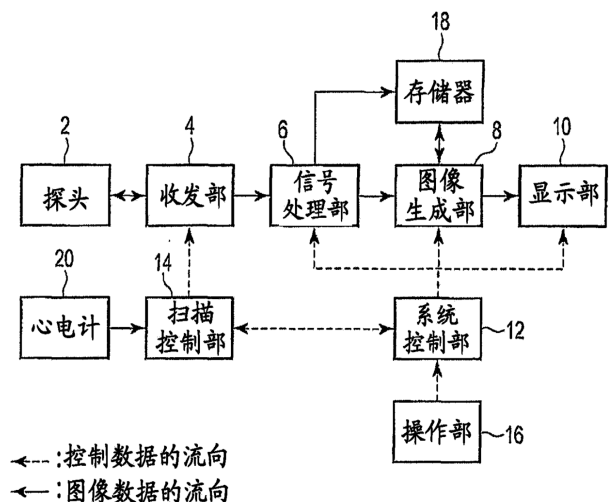 18
存储器
2
4
6
8
10
探头
收发部
信号
处理部
图像
生成部
显示部
20
14
心电计
扫描
控制部
系统
控制部
12
操作部
16
:控制数据的流向
:图像数据的流向